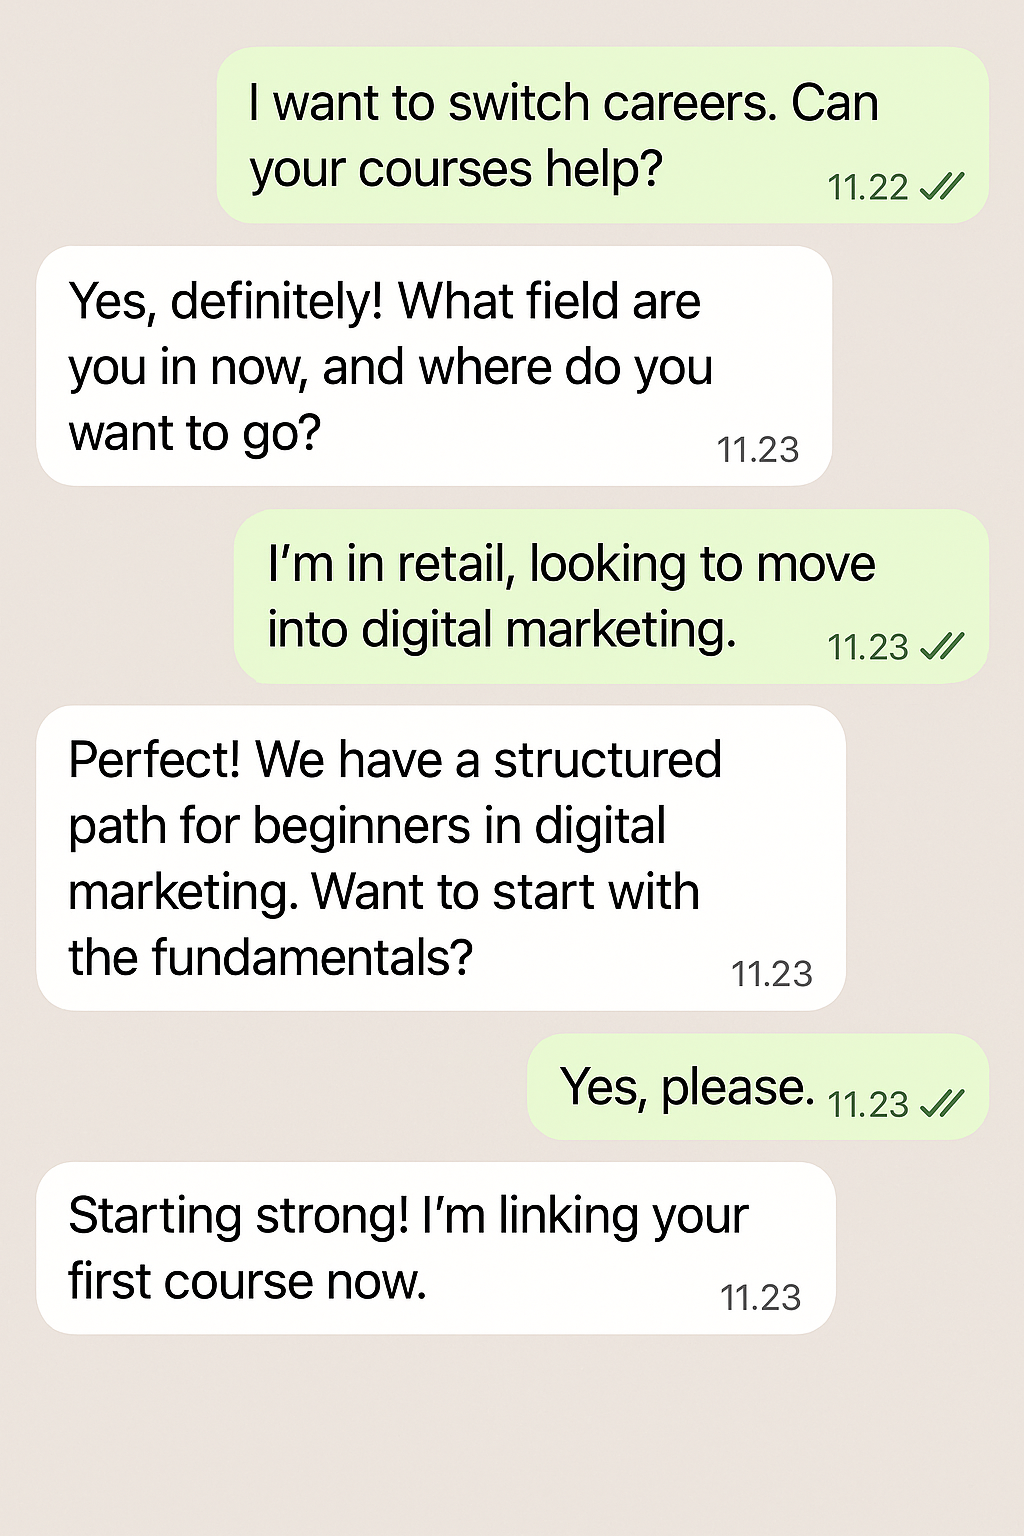 I want to switch careers. Can
your courses help?
11.22
Yes, definitely! What field are
you in now, and where do you
want to go?
11.23
I’m in retail, looking to move
into digital marketing.
11.23
Perfect! We have a structured
path for beginners in digital
marketing. Want to start with
the fundamentals?
11.23
Yes, please. 11.23
Starting strong! I’m linking your
first course now.
11.23